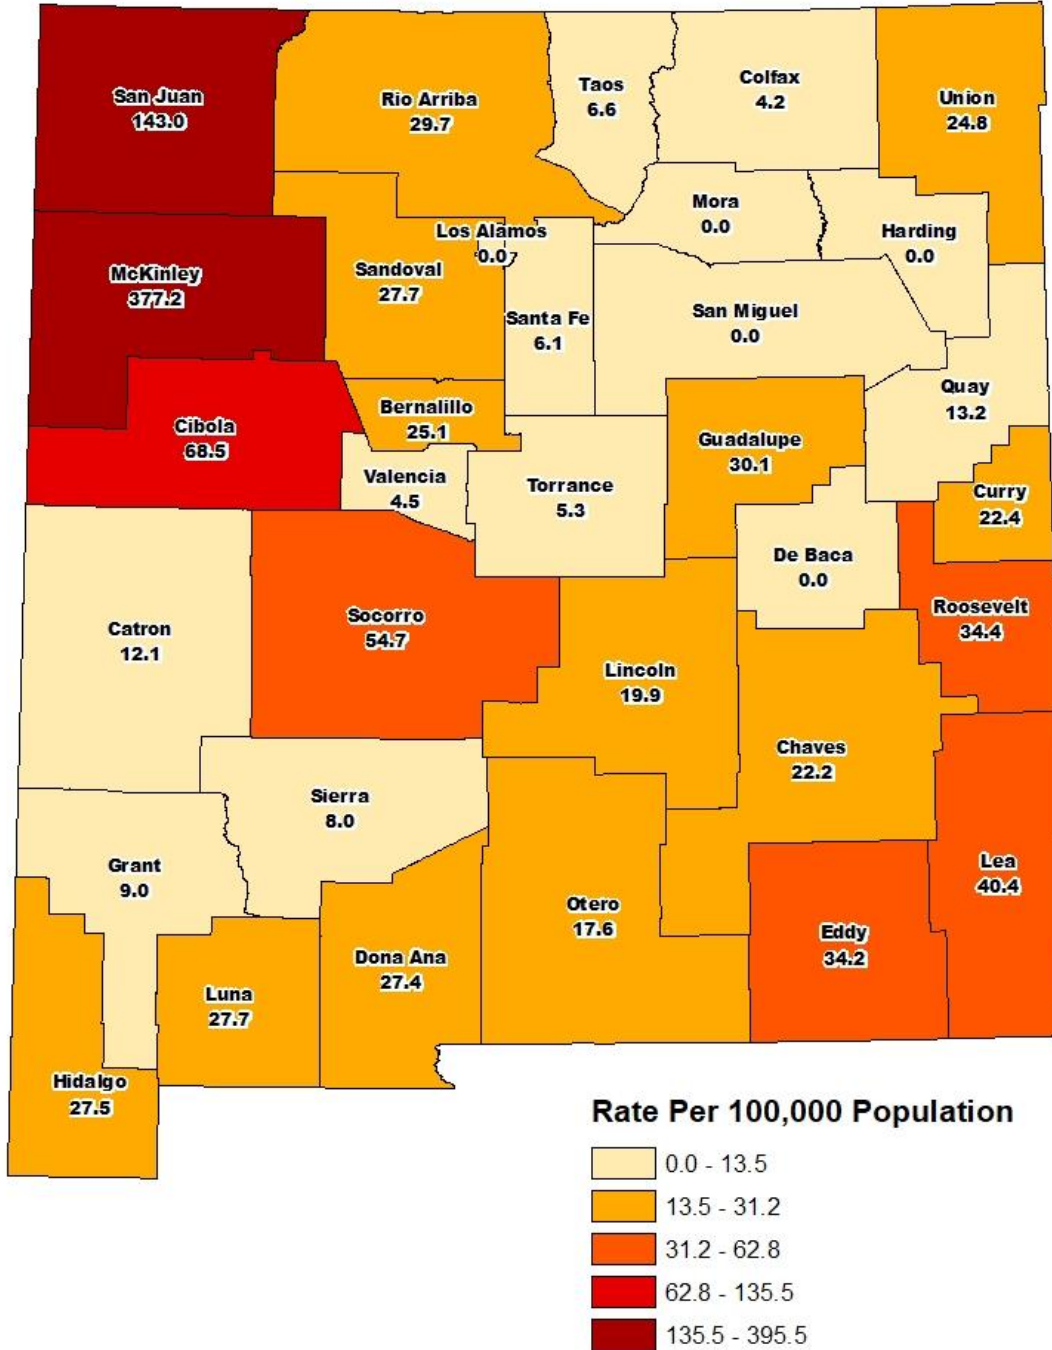 San Juan
143.0
Rio Arriba
29.7
Taos
6.6
Colfax
4.2
Union
24.8
McKinley
377.2
Sandoval
27.7
Los Alamos
0.0
Santa Fe
6.1
Mora
0.0
Harding
0.0
San Miguel
0.0
Quay
13.2
Cibola
68.5
Bernalillo
25.1
Valencia
4.5
Torrance
5.3
Guadalupe
30.1
Curry
22.4
De Baca
0.0
Roosevelt
34.4
Catron
12.1
Socorro
54.7
Lincoln
19.9
Chaves
22.2
Sierra
8.0
Grant
9.0
Lea
40.4
Otero
17.6
Eddy
34.2
Dona Ana
27.4
Luna
27.7
Hidalgo
27.5
Rate Per 100,000 Population
0.0 - 13.5
13.5 - 31.2
31.2 - 62.8
62.8 - 135.5
135.5 - 395.5